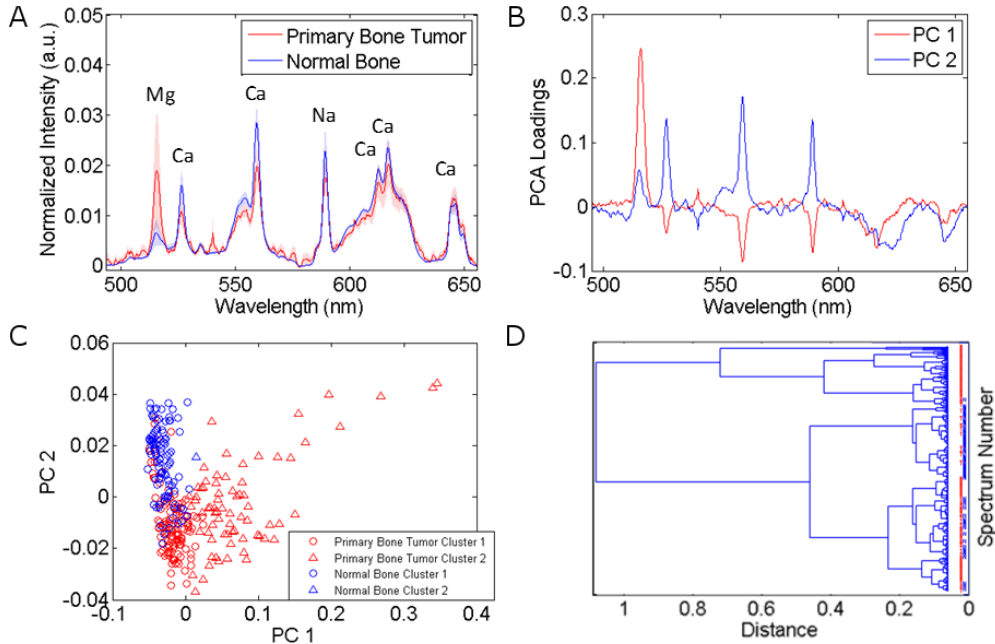 A
Normalized Intensity (a.u.)
0.05
0.04
0.03
0.02
0.01
0
Primary Bone Tumor
Normal Bone
Mg
Ca
Ca
Na
Ca
Ca
Ca
500
550
600
650
Wavelength (nm)
B
PCA Loadings
0.3
0.2
0.1
0
-0.1
PC 1
PC 2
500
550
600
650
Wavelength (nm)
C
PC 2
0.06
0.04
0.02
0
-0.02
-0.04
Primary Bone Tumor Cluster 1
Primary Bone Tumor Cluster 2
Normal Bone Cluster 1
Normal Bone Cluster 2
-0.1
0
0.1
0.2
0.3
0.4
PC 1
D
Spectrum Number
1
0.8
0.6
0.4
0.2
0
Distance